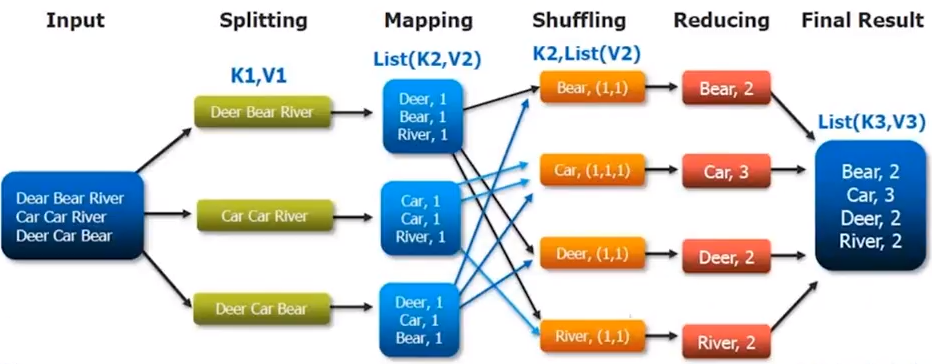 Input
Splitting
Mapping
Shuffling
Reducing
Final Result
K1,V1
List(K2,V2)
K2,List(V2)
List(K3,V3)
Dear Bear River
Car Car River
Deer Car Bear
Deer Bear River
Car Car River
Deer Car Bear
Deer, 1
Bear, 1
River, 1
Car, 1
Car, 1
River, 1
Deer, 1
Car, 1
Bear, 1
Bear, (1,1)
Car, (1,1,1)
Deer, (1,1)
River, (1,1)
Bear, 2
Car, 3
Deer, 2
River, 2
Bear, 2
Car, 3
Deer, 2
River, 2